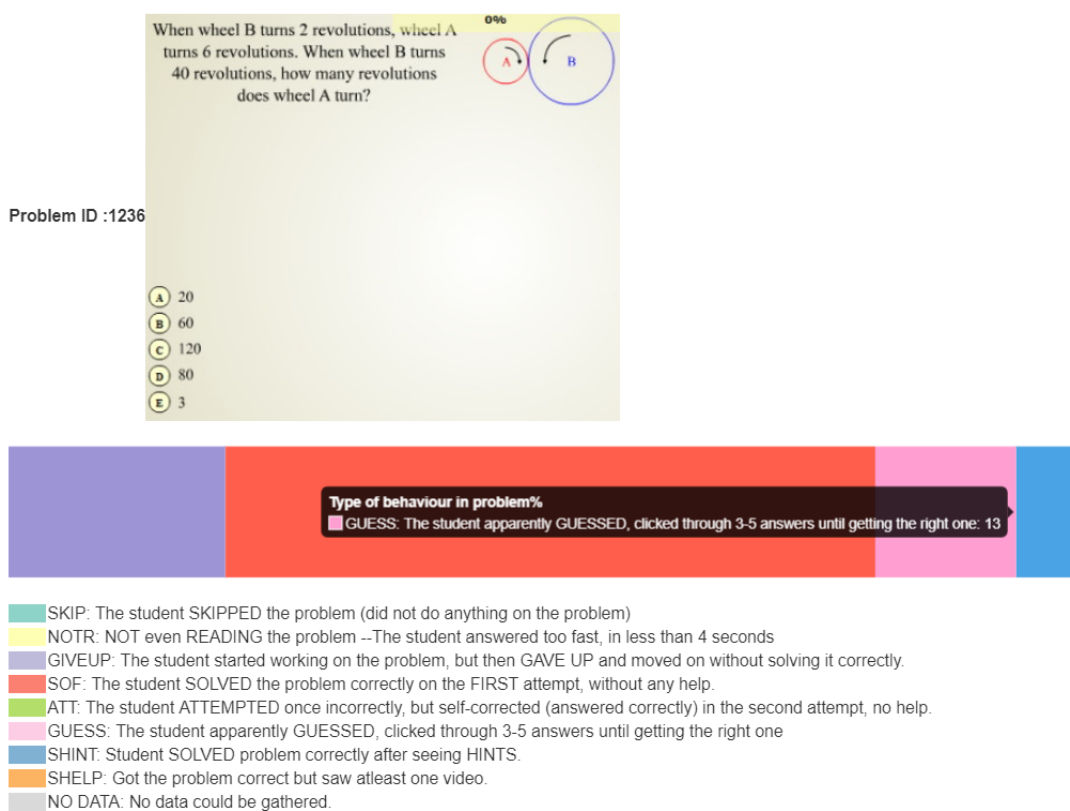 When wheel B turns 2 revolutions, wheel A
turns 6 revolutions. When wheel B turns
40 revolutions, how many revolutions
does wheel A turn?
0%
A
B
Problem ID :1236
A 20
B 60
C 120
D 80
E 3
Type of behaviour in problem%
GUESS: The student apparently GUESSED, clicked through 3-5 answers until getting the right one: 13
SKIP: The student SKIPPED the problem (did not do anything on the problem)
NOTR: NOT even READING the problem --The student answered too fast, in less than 4 seconds
GIVEUP: The student started working on the problem, but then GAVE UP and moved on without solving it correctly.
SOF: The student SOLVED the problem correctly on the FIRST attempt, without any help.
ATT: The student ATTEMPTED once incorrectly, but self-corrected (answered correctly) in the second attempt, no help.
GUESS: The student apparently GUESSED, clicked through 3-5 answers until getting the right one
SHINT: Student SOLVED problem correctly after seeing HINTS.
SHELP: Got the problem correct but saw atleast one video.
NO DATA: No data could be gathered.